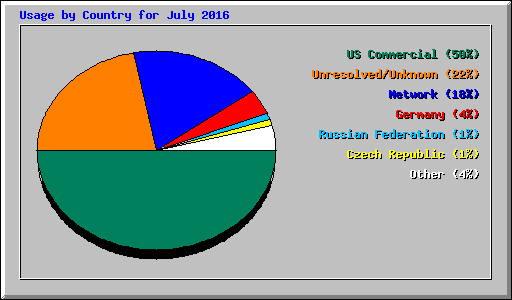 Usage by Country for July 2016
US Commercial (50%)
Unresolved/Unknown (22%)
Network (18%)
Germany (4%)
Russian Federation (1%)
Czech Republic (1%)
Other (4%)